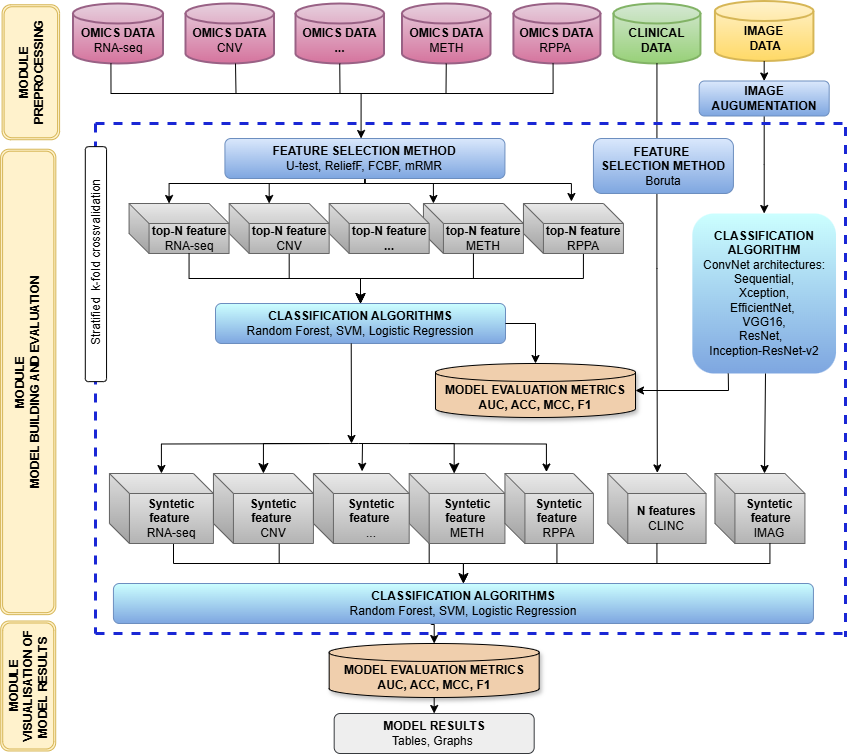 MODULE
PREPROCESSING
OMICS DATA
RNA-seq
OMICS DATA
CNV
OMICS DATA
...
OMICS DATA
METH
OMICS DATA
RPPA
CLINICAL
DATA
IMAGE
DATA
IMAGE
AUGUMENTATION
MODULE
MODEL BUILDING AND EVALUATION
Stratified K-fold crossvalidation
FEATURE SELECTION METHOD
U-test, ReliefF, FCBF, mRMR
FEATURE
SELECTION METHOD
Boruta
top-N feature
RNA-seq
top-N feature
CNV
top-N feature
...
top-N feature
METH
top-N feature
RPPA
CLASSIFICATION
ALGORITHM
ConvNet architectures:
Sequential,
Xception,
EfficientNet,
VGG16,
ResNet,
Inception-ResNet-v2
CLASSIFICATION ALGORITHMS
Random Forest, SVM, Logistic Regression
MODEL EVALUATION METRICS
AUC, ACC, MCC, F1
Syntetic
feature
RNA-seq
Syntetic
feature
CNV
Syntetic
feature
...
Syntetic
feature
METH
Syntetic
feature
RPPA
N features
CLINC
Syntetic
feature
IMAG
CLASSIFICATION ALGORITHMS
Random Forest, SVM, Logistic Regression
MODULE
VISUALISATION OF
MODEL RESULTS
MODEL EVALUATION METRICS
AUC, ACC, MCC, F1
MODEL RESULTS
Tables, Graphs